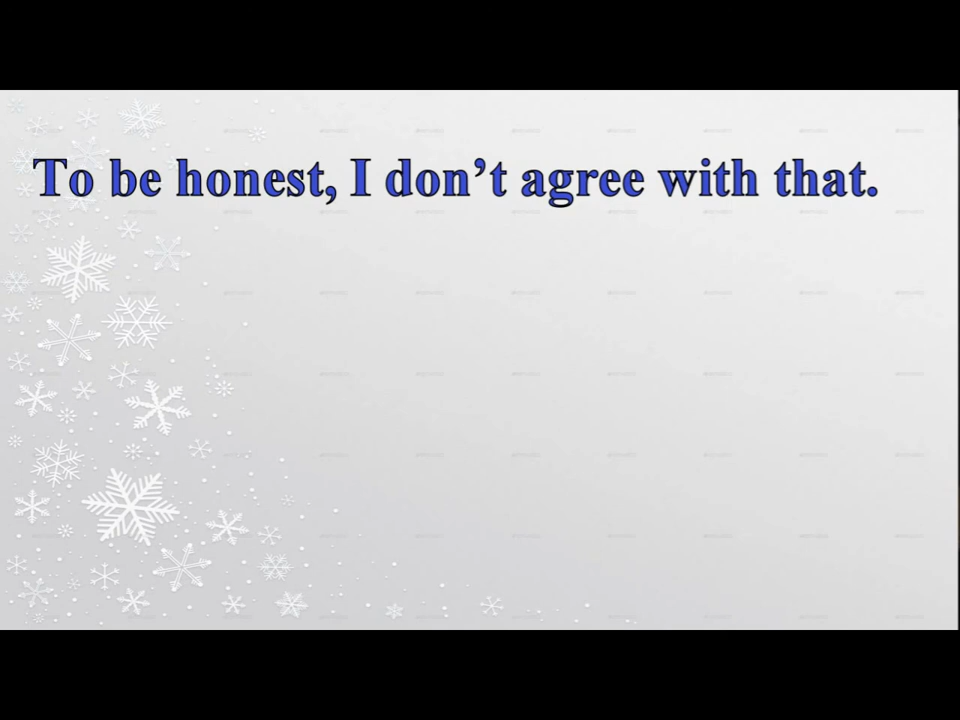 To be honest, I don’t agree with that.